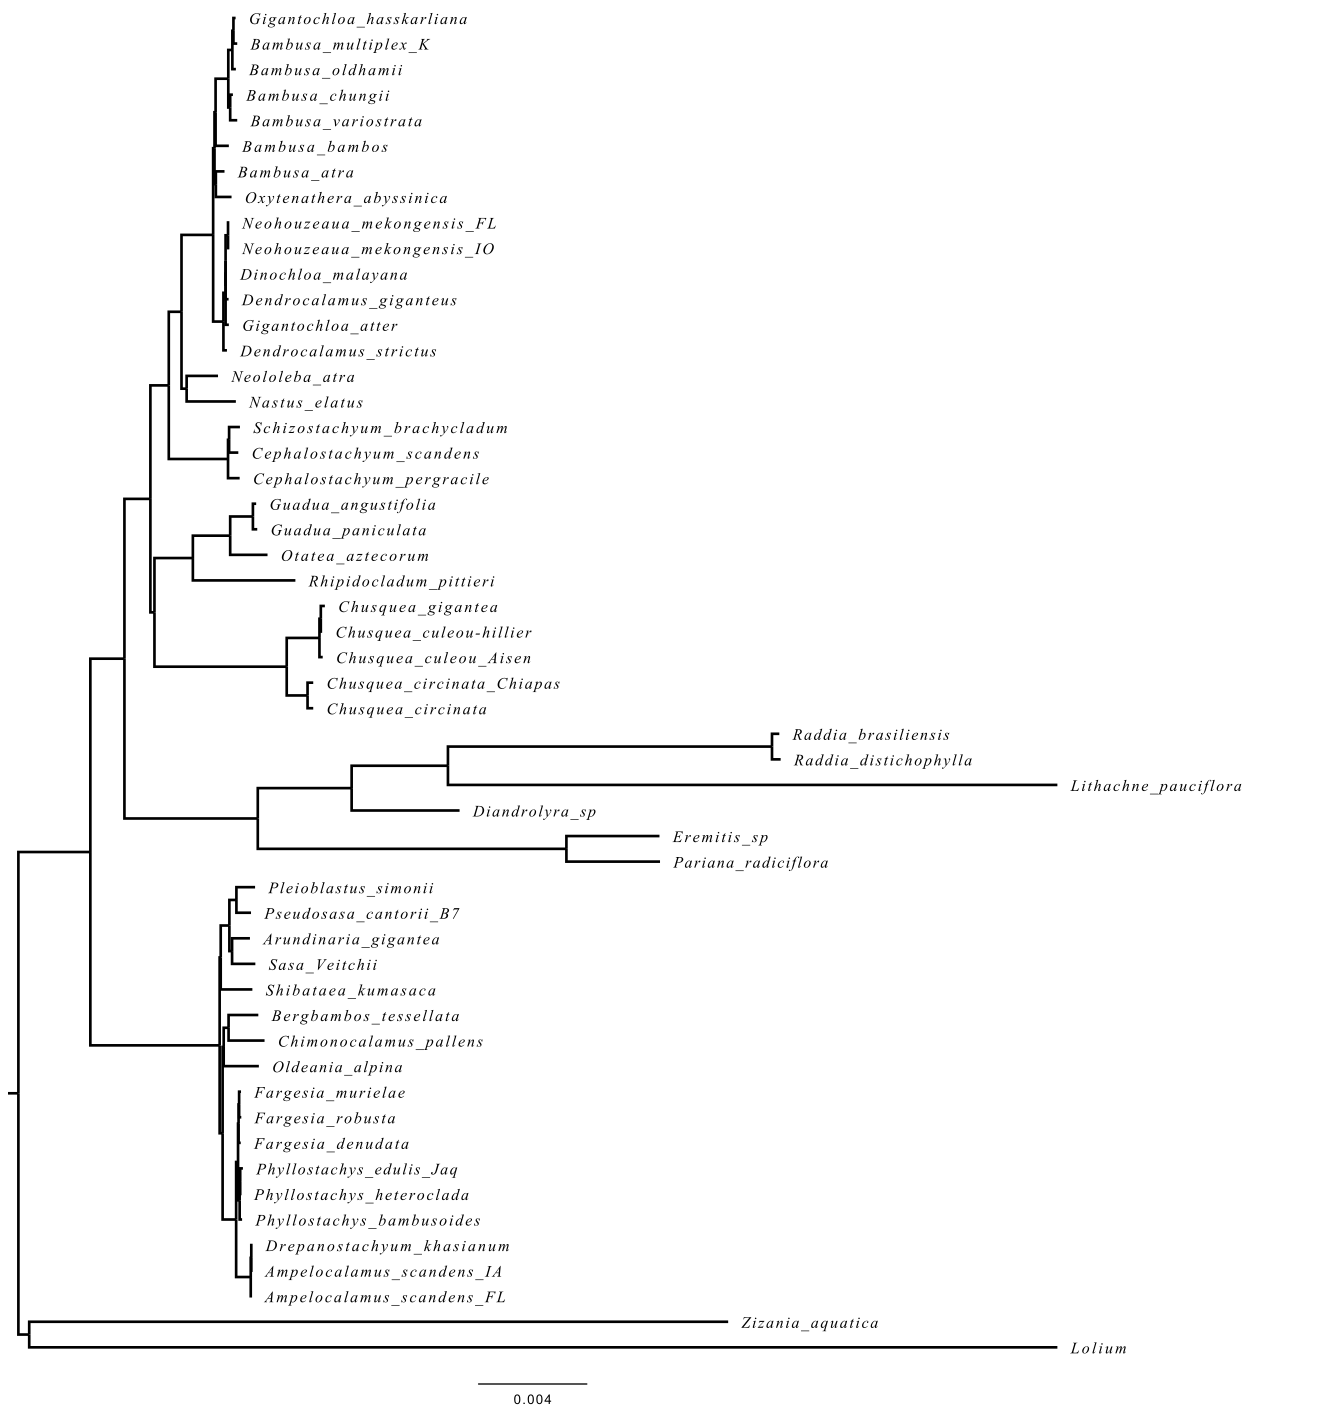 Gigantochloa_hasskarliana
Bambusa_multiplex_K
Bambusa_oldhamii
Bambusa_chungii
Bambusa_variostrata
Bambusa_bambos
Bambusa_atra
Oxytenathera_abyssinica
Neohouzeaua_mekongensis_FL
Neohouzeaua_mekongensis_IO
Dinochloa_malayana
Dendrocalamus_giganteus
Gigantochloa_atter
Dendrocalamus_strictus
Neololeba_atra
Nastus_elatus
Schizostachyum_brachycladum
Cephalostachyum_scandens
Cephalostachyum_pergracile
Guadua_angustifolia
Guadua_paniculata
Otatea_aztecorum
Rhipidocladum_pittieri
Chusquea_gigantea
Chusquea_culeou-hillier
Chusquea_culeou_Aisen
Chusquea_circinata_Chiapas
Chusquea_circinata
Raddia_brasiliensis
Raddia_distichophylla
Lithachne_pauciflora
Diandrolyra_sp
Eremitis_sp
Pariana_radiciflora
Pleioblastus_simonii
Pseudosasa_cantorii_B7
Arundinaria_gigantea
Sasa_Veitchii
Shibataea_kumasaca
Bergbambos_tessellata
Chimonocalamus_pallens
Oldeania_alpina
Fargesia_murielae
Fargesia_robusta
Fargesia_denudata
Phyllostachys_edulis_Jaq
Phyllostachys_heteroclada
Phyllostachys_bambusoides
Drepanostachyum_khasianum
Ampelocalamus_scandens_IA
Ampelocalamus_scandens_FL
Zizania_aquatica
Lolium
0.004